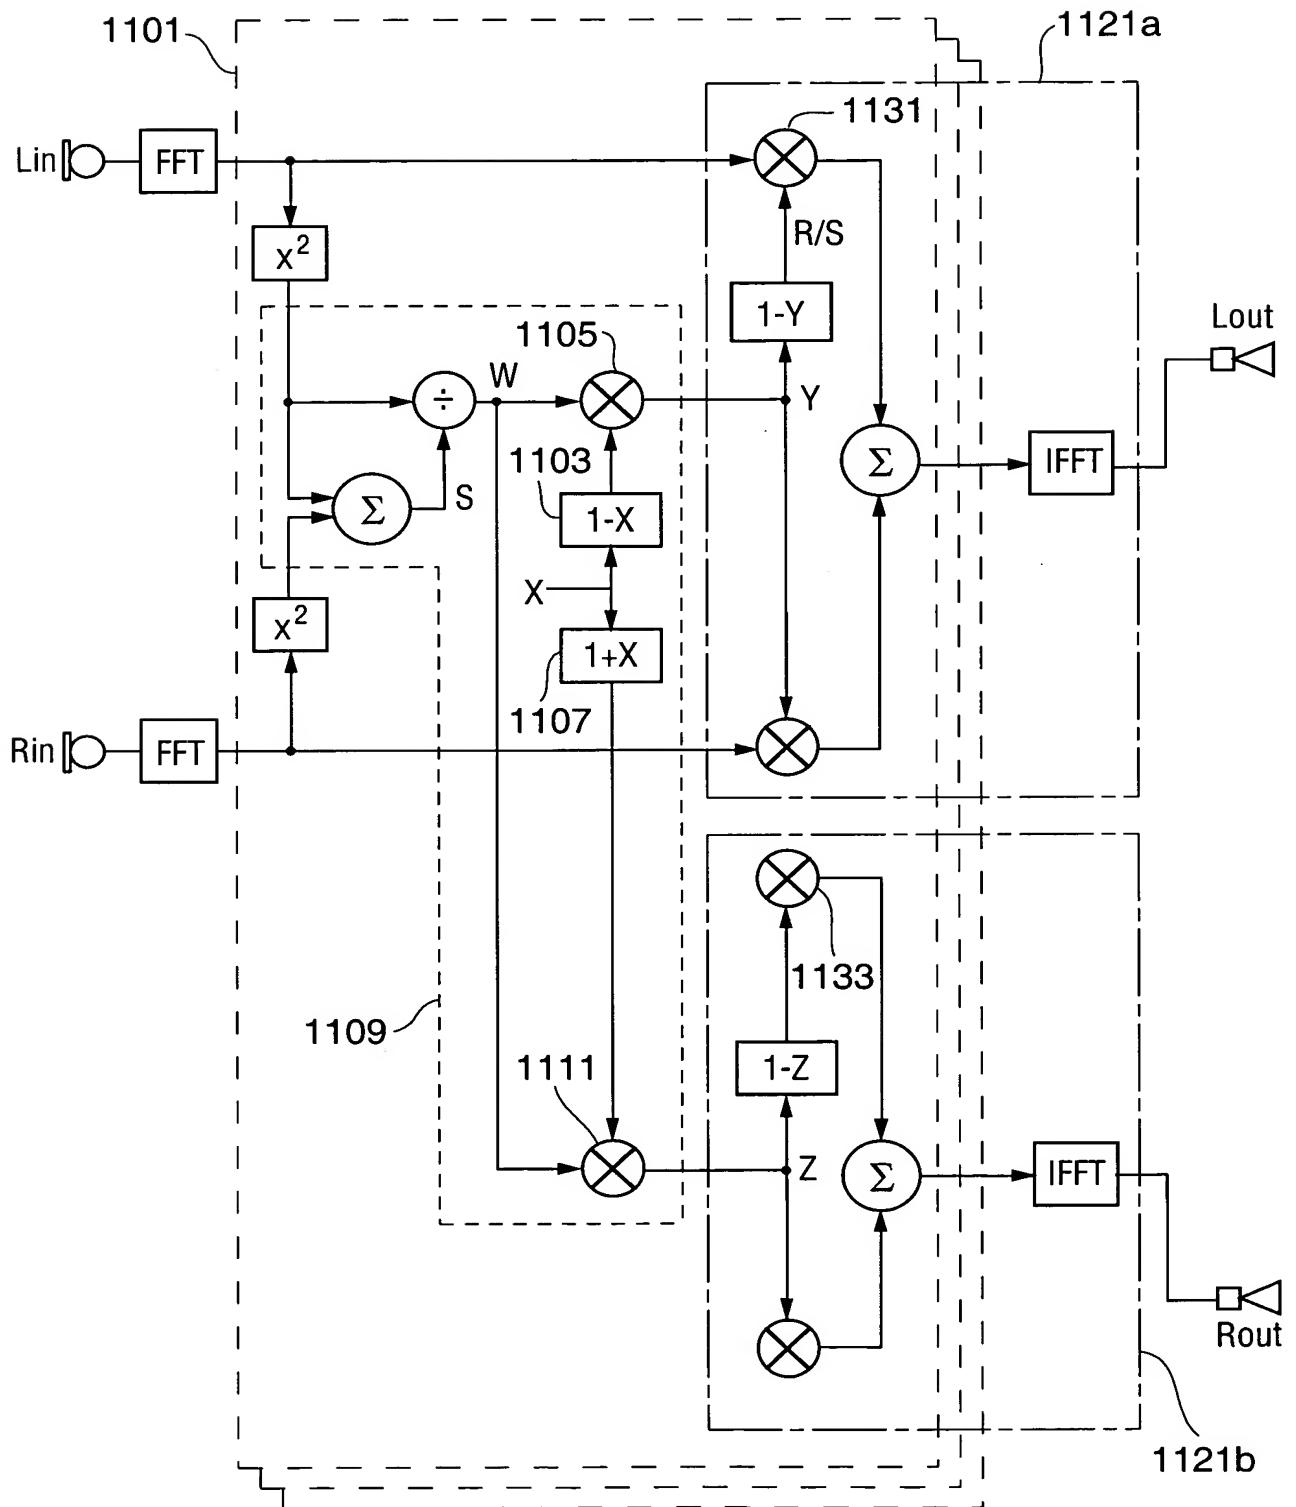 1101
1121a
1131
Lin
FFT
R/S
x²
1-Y
Lout
1105
W
÷
Y
1103
Σ
IFFT
S
Σ
1-X
X
x²
1+X
1107
Rin
FFT
1133
1109
1-Z
1111
Z
Σ
IFFT
Rout
1121b